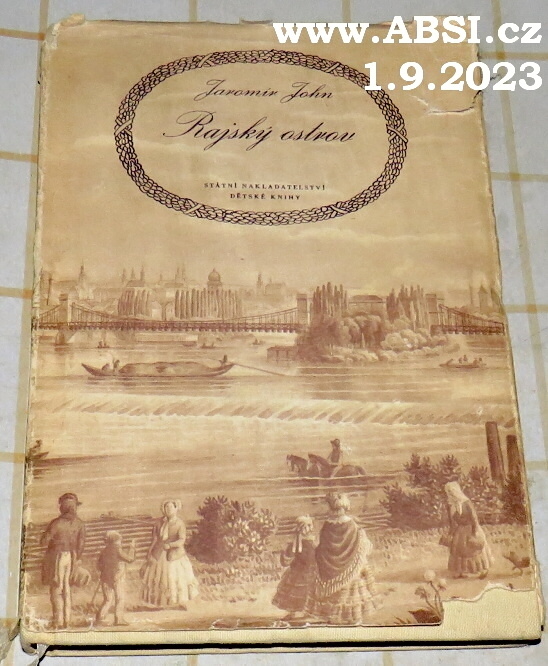 www.ABSI.cz
1.9.2023
Jaromír John
Rajský ostrov
STÁTNÍ NAKLADATELSTVÍ
DĚTSKÉ KNIHY